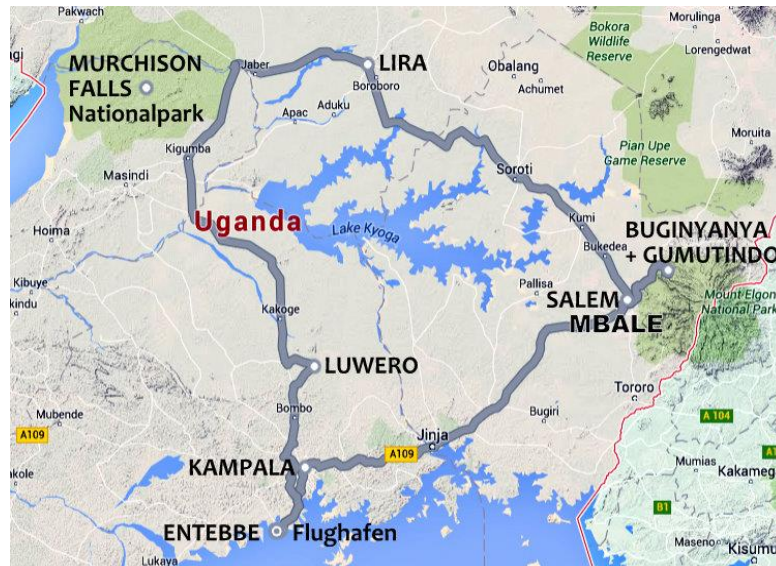 Pakwach
Morulinga
Bokora
Wildlife
Reserve
Lorengedwat
MURCHISON
FALLS
Nationalpark
Jaber
LIRA
Boroboro
Obalang
Achumet
Aduku
Apac
Kigumba
Pian Upe
Game Reserve
Moruita
Masindi
Soroti
Uganda
Lake Kyoga
Kumi
Bukedea
Hoima
BUGINYANYA
+ GUMUTINDO
Kibuye
kindu
Pallisa
SALEM
MBALE
Mount Elgon
National Park
Kakoge
LUWERO
Tororo
Bombo
Bugiri
Mubende
A109
Jinja
A 104
KAMPALA
A109
Mumias
Kakameg
kole
B1
ENTEBBE
Flughafen
Lukaya
Maseno
Kisumu